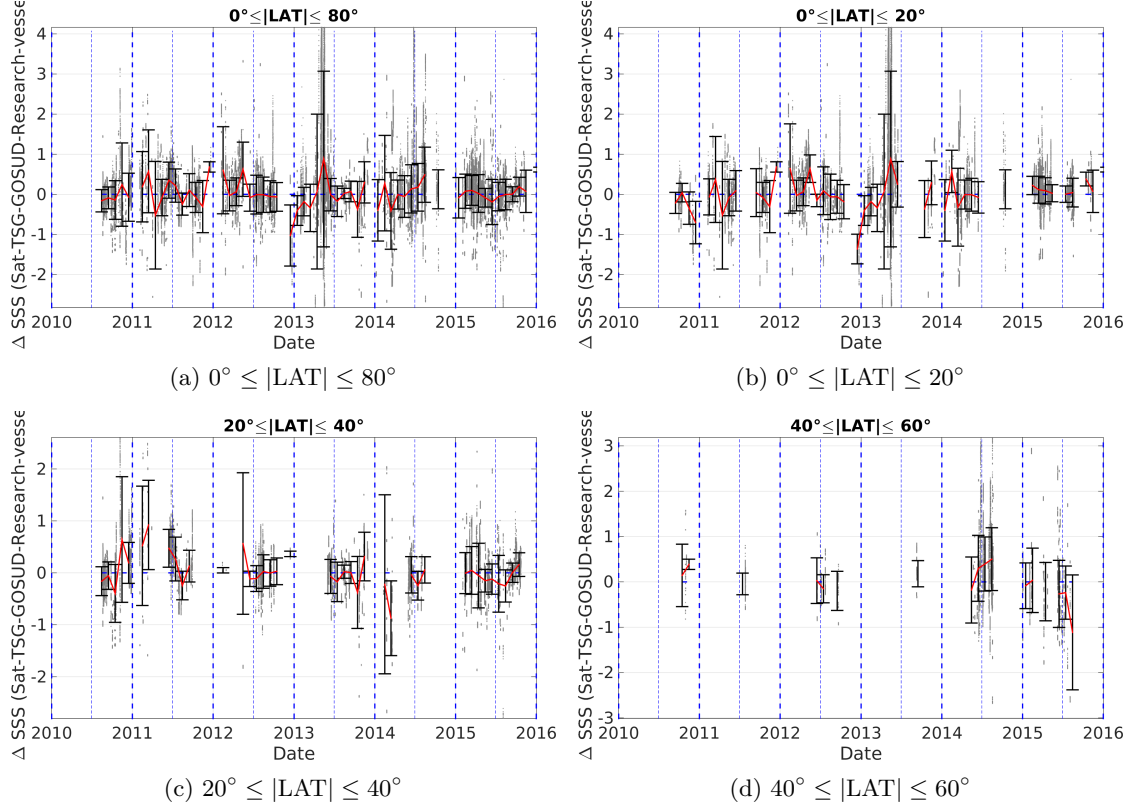 0°≤|LAT|≤ 80°
Δ SSS (Sat-TSG-GOSUD-Research-vesse
4
3
2
1
0
-1
-2
2010 2011 2012 2013 2014 2015 2016
Date
(a) 0° ≤ |LAT| ≤ 80°
0°≤|LAT|≤ 20°
Δ SSS (Sat-TSG-GOSUD-Research-vesse
4
3
2
1
0
-1
-2
2010 2011 2012 2013 2014 2015 2016
Date
(b) 0° ≤ |LAT| ≤ 20°
20°≤|LAT|≤ 40°
Δ SSS (Sat-TSG-GOSUD-Research-vesse
2
1
0
-1
-2
2010 2011 2012 2013 2014 2015 2016
Date
(c) 20° ≤ |LAT| ≤ 40°
40°≤|LAT|≤ 60°
Δ SSS (Sat-TSG-GOSUD-Research-vesse
3
2
1
0
-1
-2
-3
2010 2011 2012 2013 2014 2015 2016
Date
(d) 40° ≤ |LAT| ≤ 60°